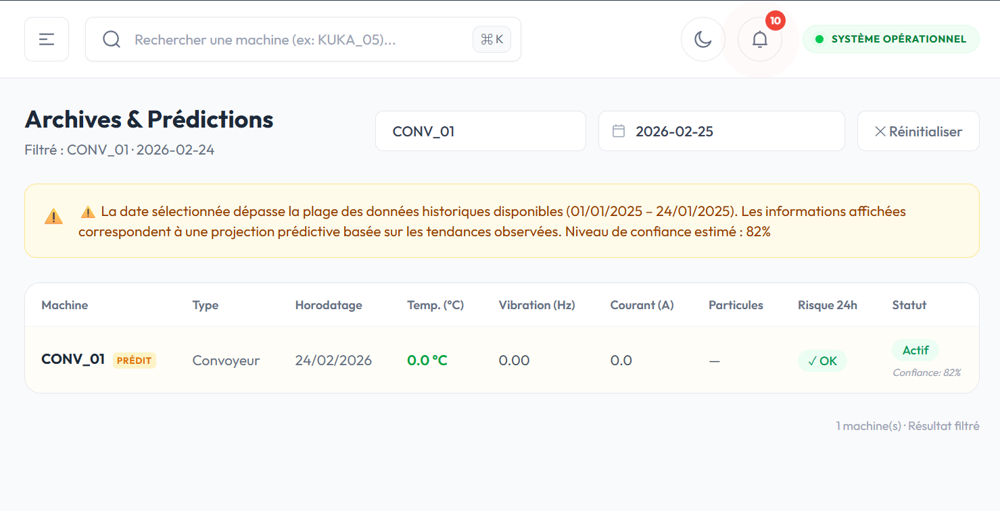 Rechercher une machine (ex: KUKA_05)...
⌘K
10
SYSTÈME OPÉRATIONNEL
Archives & Prédictions
Filtré : CONV_01 · 2026-02-24
CONV_01
2026-02-25
Réinitialiser
La date sélectionnée dépasse la plage des données historiques disponibles (01/01/2025 – 24/01/2025). Les informations affichées
correspondent à une projection prédictive basée sur les tendances observées. Niveau de confiance estimé : 82%
Machine Type Horodatage Temp. (°C) Vibration (Hz) Courant (A) Particules Risque 24h Statut
CONV_01 PRÉDIT Convoyeur 24/02/2026 0.0 °C 0.00 0.0 — ✓ OK Actif
Confiance: 82%
1 machine(s) · Résultat filtré